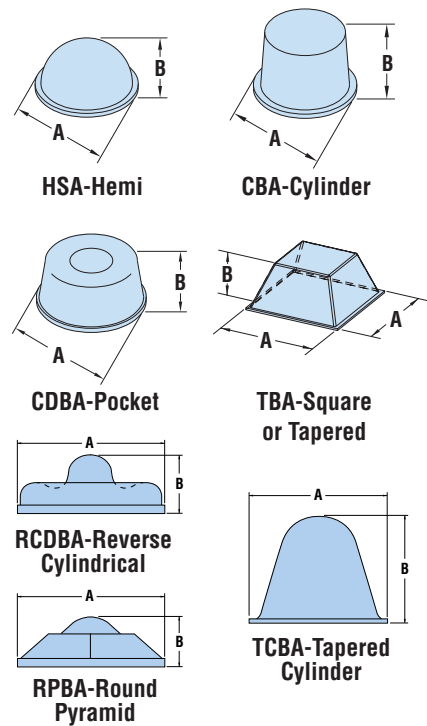 B
A
HSA-Hemi
B
A
CBA-Cylinder
B
A
CDBA-Pocket
B
A
A
TBA-Square
or Tapered
A
B
RCDBA-Reverse
Cylindrical
A
B
RPBA-Round
Pyramid
A
B
TCBA-Tapered
Cylinder